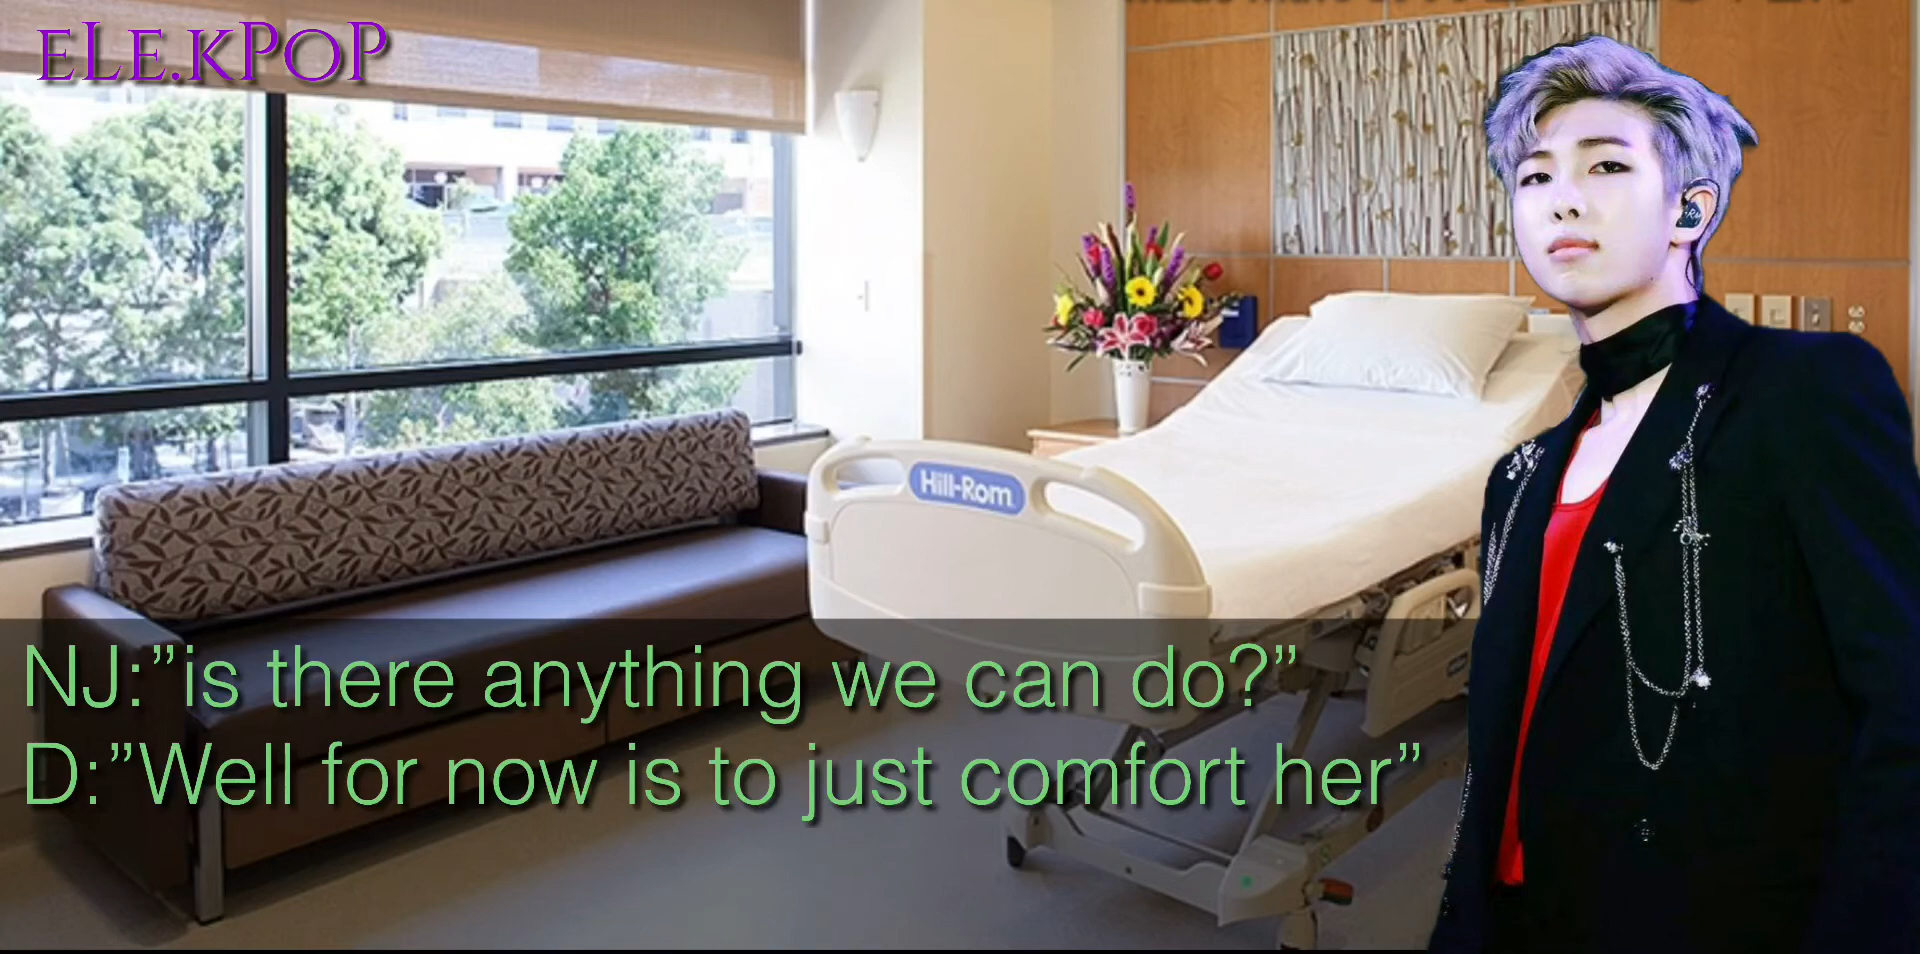 ELE.KPOP
Hill-Rom
NJ:”is there anything we can do?”
D:”Well for now is to just comfort her”